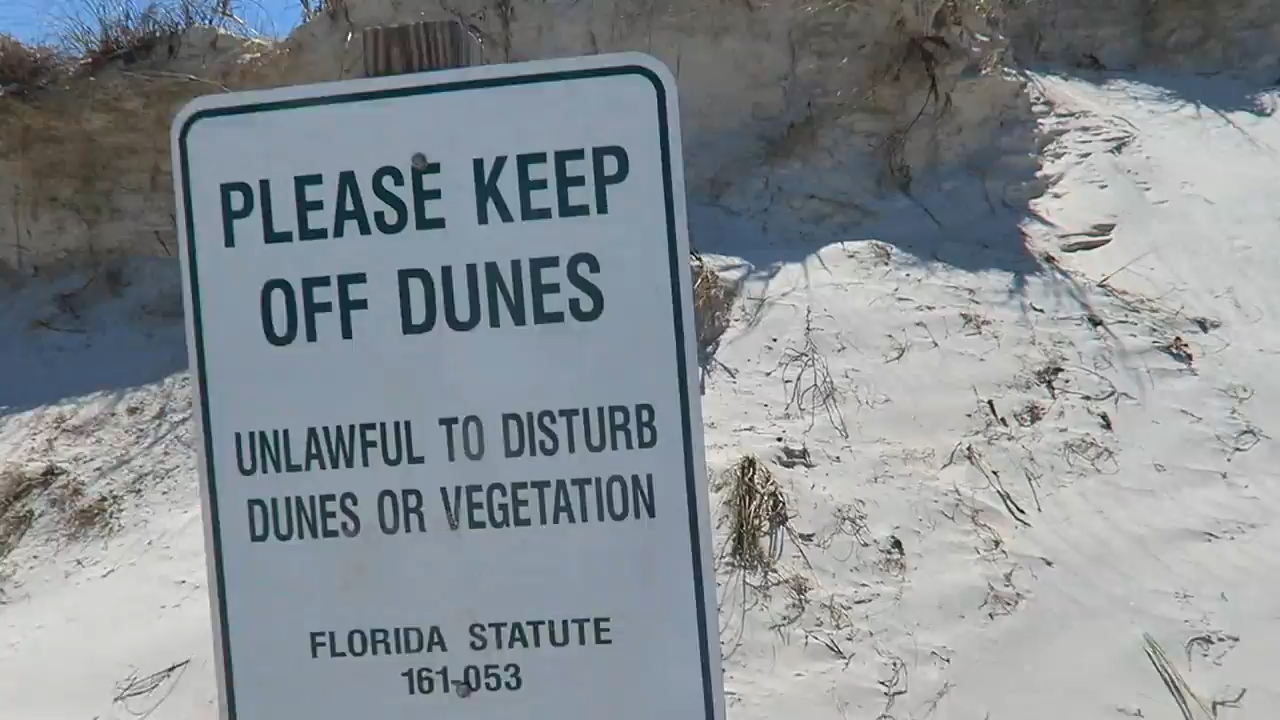 PLEASE KEEP
OFF DUNES
UNLAWFUL TO DISTURB
DUNES OR VEGETATION
FLORIDA STATUTE
161-053